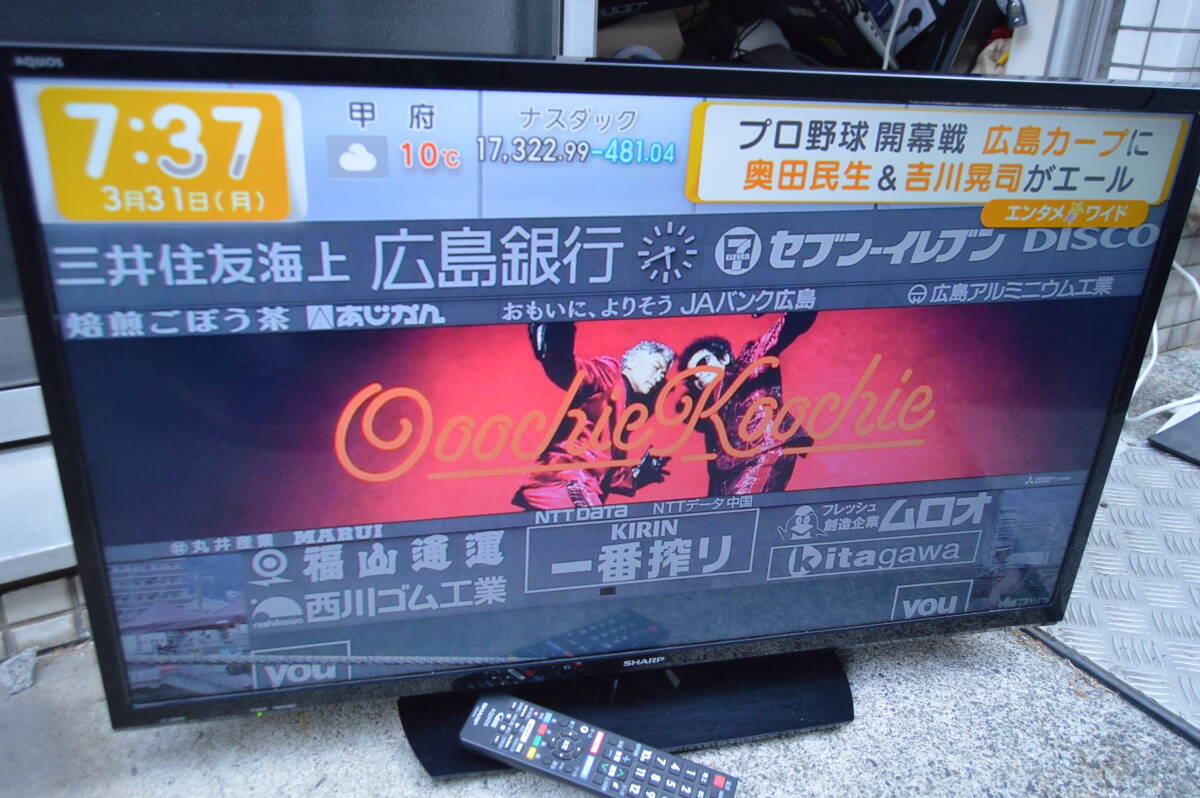 AQUOS
7:37
3月31日(月)
甲府
10℃
ナスダック
17,322.99-481.04
プロ野球開幕戦 広島カープに
奥田民生&吉川晃司がエール
エンタメ ワイド
三井住友海上
広島銀行
7 ELEVEN
セブン-イレブン
DISCO
焙煎ごぼう茶
あじかん
おもいに、よりそう JAバンク広島
広島アルミニウム工業
OoochieKoochie
丸井産業 MARUI
NTT DATA NTTデータ中国
フレッシュ創造企業 ムロオ
福山通運
KIRIN
一番搾り
Kitagawa
nishikawa
西川ゴム工業
you
you
SHARP